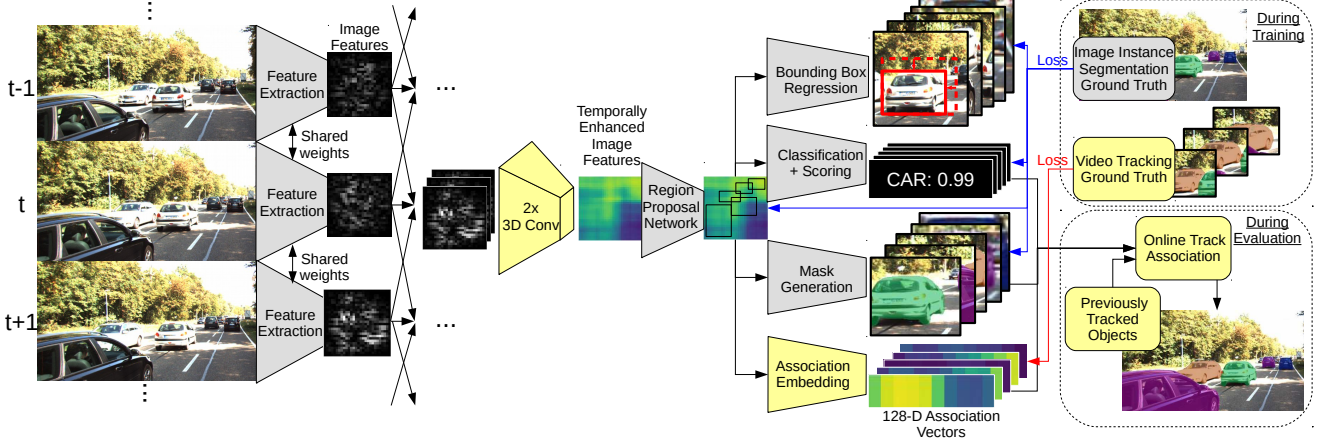 t-1
t
t+1
Feature
Extraction
Feature
Extraction
Feature
Extraction
Shared
weights
Shared
weights
Image
Features
...
...
2x
3D Conv
Temporally
Enhanced
Image
Features
Region
Proposal
Network
Bounding Box
Regression
Classification
+ Scoring
CAR: 0.99
Mask
Generation
Association
Embedding
128-D Association
Vectors
Loss
Loss
During
Training
Image Instance
Segmentation
Ground Truth
Video Tracking
Ground Truth
During
Evaluation
Online Track
Association
Previously
Tracked
Objects